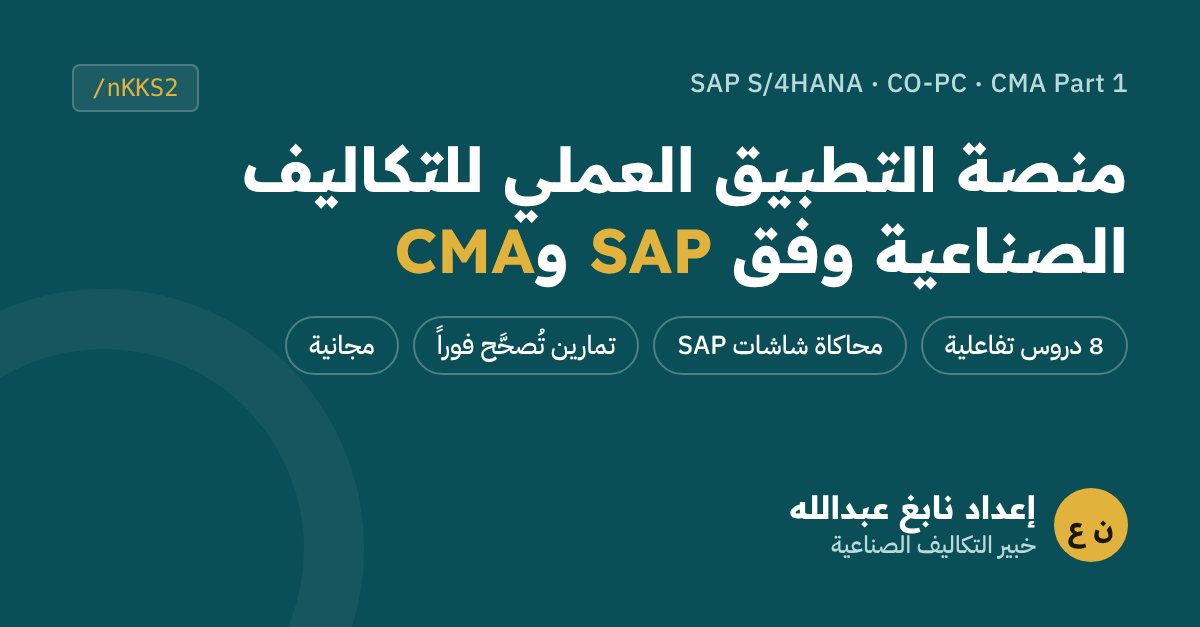 SAP S/4HANA · CO-PC · CMA Part 1
/nKKS2
منصة التطبيق العملي للتكاليف
الصناعية وفق SAP وCMA
8 دروس تفاعلية
محاكاة شاشات SAP
تمارين تُصحَّح فوراً
مجانية
ن ع
إعداد نابغ عبدالله
خبير التكاليف الصناعية